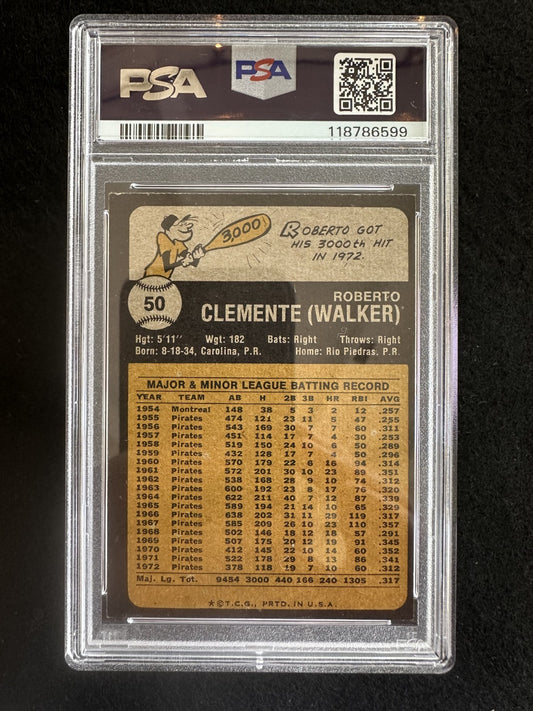 PSA
PSA
118786599
3,000
ROBERTO GOT
HIS 3000th HIT
IN 1972.
50
ROBERTO
CLEMENTE (WALKER)
Hgt: 5'11" Wgt: 182 Bats: Right Throws: Right
Born: 8-18-34, Carolina, P.R. Home: Rio Piedras, P.R.
MAJOR & MINOR LEAGUE BATTING RECORD
YEAR TEAM AB H 2B 3B HR RBI AVG
1954 Montreal 148 38 5 3 2 12 .257
1955 Pirates 474 121 23 11 5 47 .255
1956 Pirates 543 169 30 7 7 60 .311
1957 Pirates 451 114 17 7 4 30 .253
1958 Pirates 519 150 24 10 6 50 .289
1959 Pirates 432 128 17 7 4 50 .296
1960 Pirates 570 179 22 6 16 94 .314
1961 Pirates 572 201 30 10 23 89 .351
1962 Pirates 538 168 28 9 10 74 .312
1963 Pirates 600 192 23 8 17 76 .320
1964 Pirates 622 211 40 7 12 87 .339
1965 Pirates 589 194 21 14 10 65 .329
1966 Pirates 638 202 31 11 29 119 .317
1967 Pirates 585 209 26 10 23 110 .357
1968 Pirates 502 146 18 12 18 57 .291
1969 Pirates 507 175 20 12 19 91 .345
1970 Pirates 412 145 22 10 14 60 .352
1971 Pirates 522 178 29 8 13 86 .341
1972 Pirates 378 118 19 7 10 60 .312
Maj. Lg. Tot. 9454 3000 440 166 240 1305 .317
*©T.C.G., PRTD. IN U.S.A.